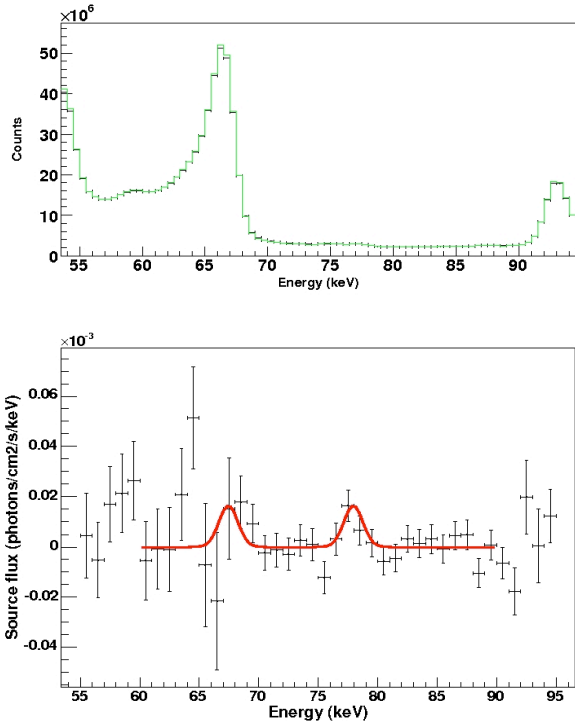 ×10⁶
50
40
30
20
10
0
Counts
55 60 65 70 75 80 85 90
Energy (keV)
×10⁻³
0.06
0.04
0.02
0
-0.02
-0.04
Source flux (photons/cm2/s/keV)
55 60 65 70 75 80 85 90 95
Energy (keV)